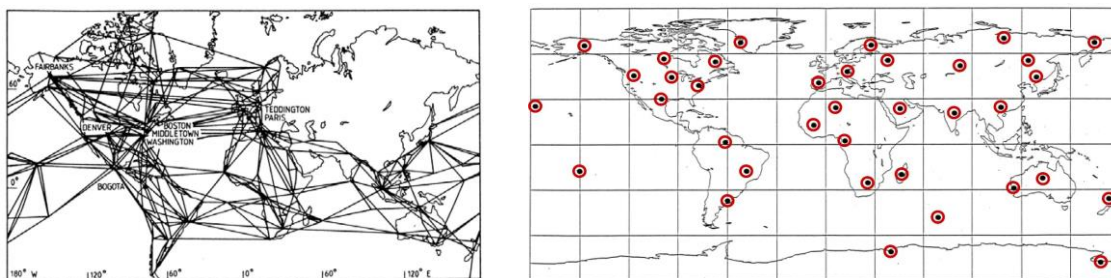 FAIRBANKS
60°
TEDDINGTON
PARIS
BOSTON
DENVER
MIDDLETOWN
WASHINGTON
0°
BOGOTA
180° W
120°
60°
0°
60°
120° E